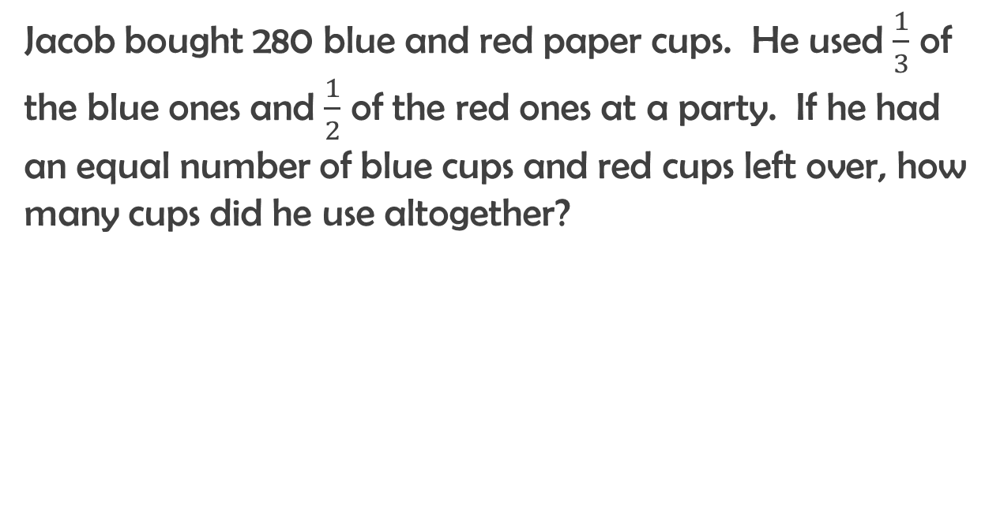 Jacob bought 280 blue and red paper cups.  He used 1/3 of
the blue ones and 1/2 of the red ones at a party.  If he had
an equal number of blue cups and red cups left over, how
many cups did he use altogether?